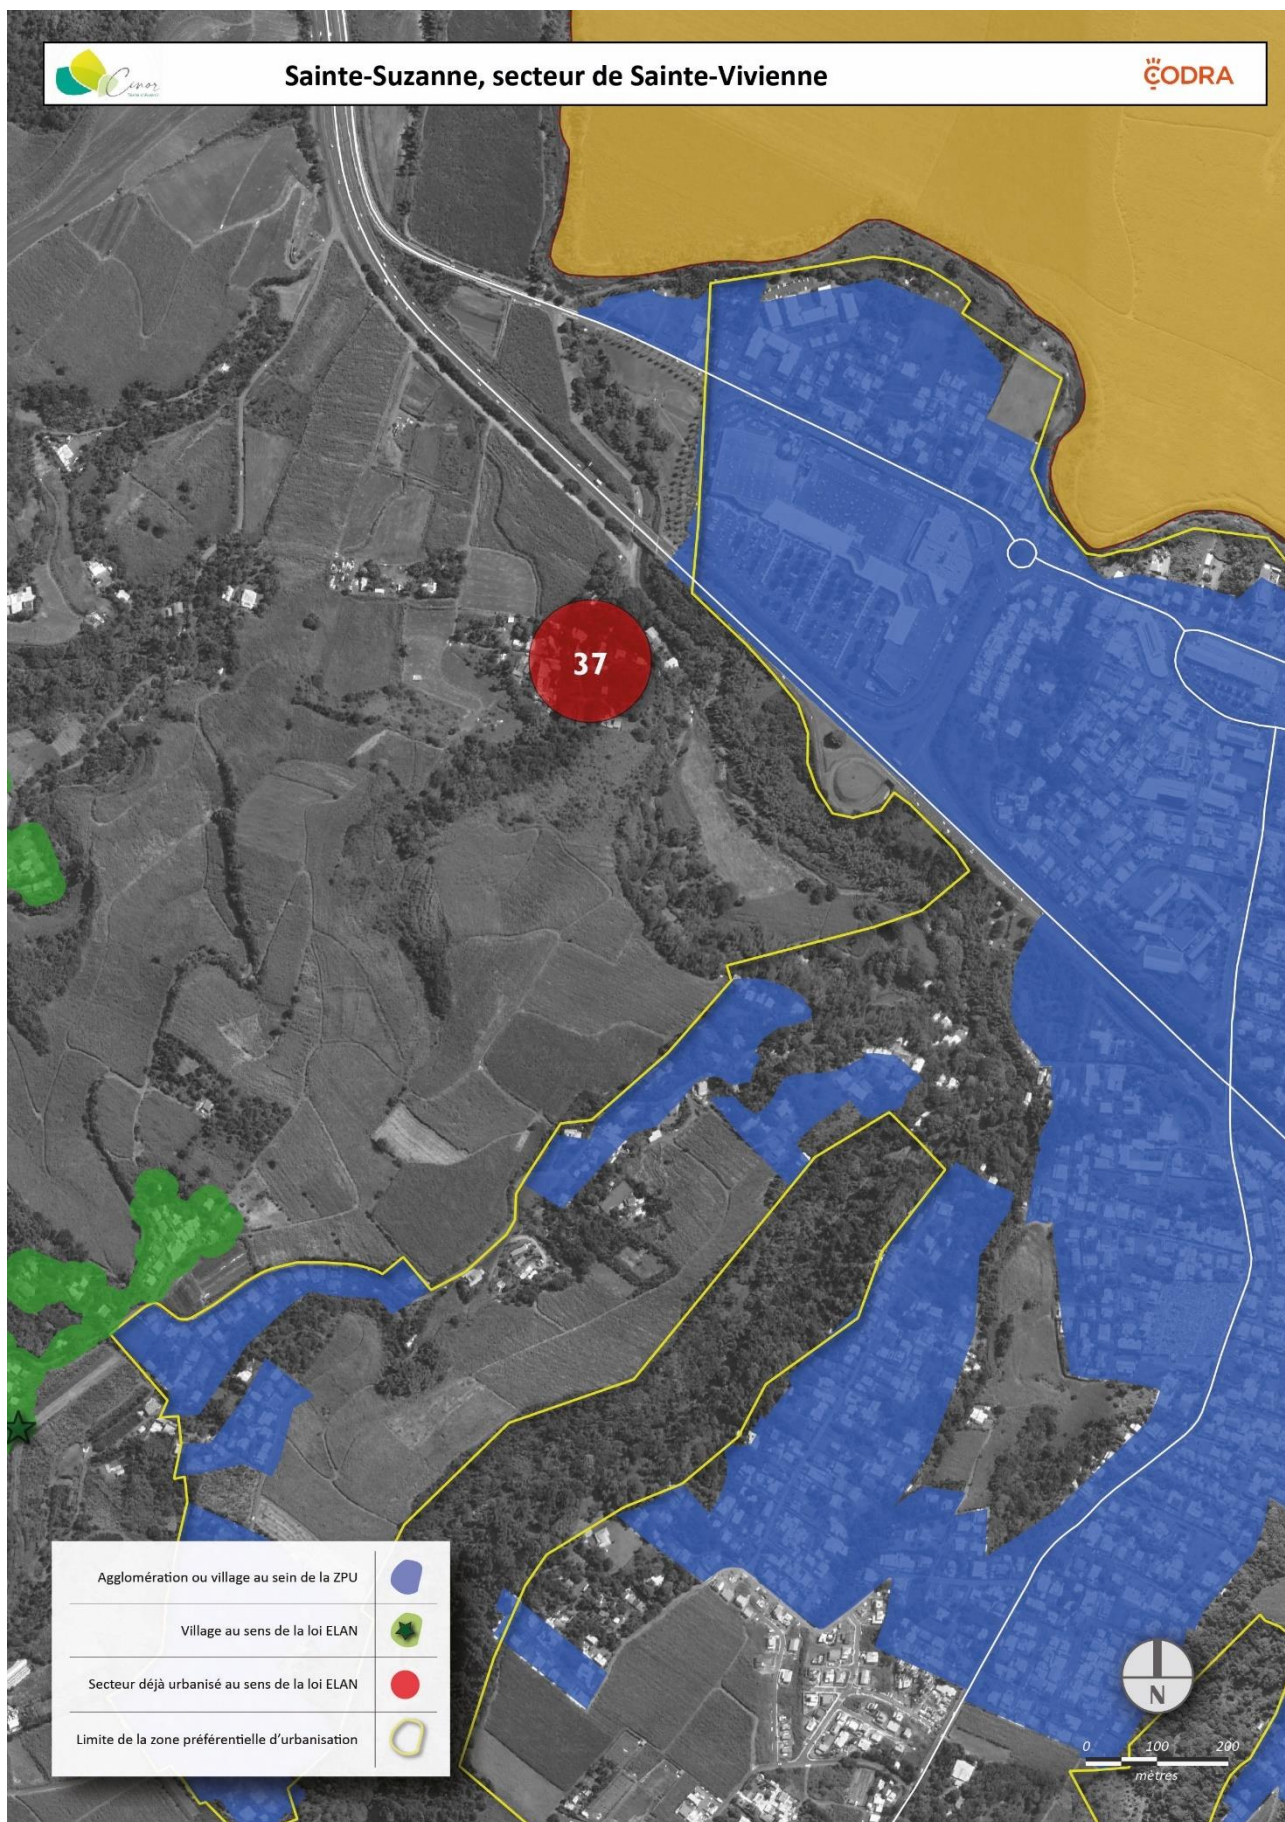 Cinor
Sainte-Suzanne, secteur de Sainte-Vivienne
CODRA
37
Agglomération ou village au sein de la ZPU
Village au sens de la loi ELAN
Secteur déjà urbanisé au sens de la loi ELAN
Limite de la zone préférentielle d'urbanisation
N
0 100 200
mètres